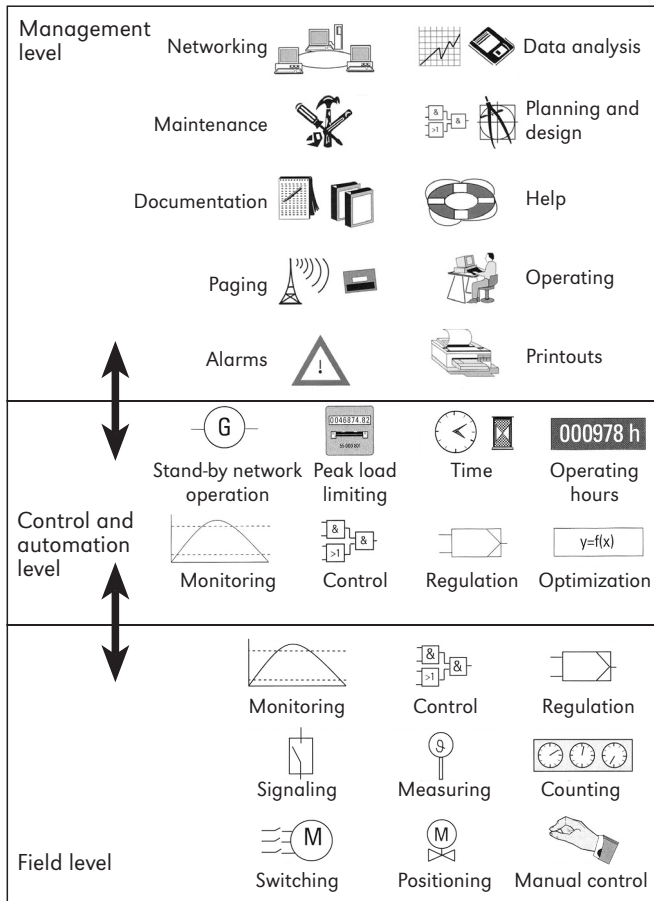 Management
level
Networking
Data analysis
Maintenance
&
>1
&
Planning and
design
Documentation
Help
Paging
Operating
Alarms
!
Printouts
G
0046874.82
000978 h
Stand-by network
operation
Peak load
limiting
Time
Operating
hours
Control and
automation
level
&
>1
&
y=f(x)
Monitoring
Control
Regulation
Optimization
&
>1
&
Monitoring
Control
Regulation
ϑ
Signaling
Measuring
Counting
M
M
Field level
Switching
Positioning
Manual control